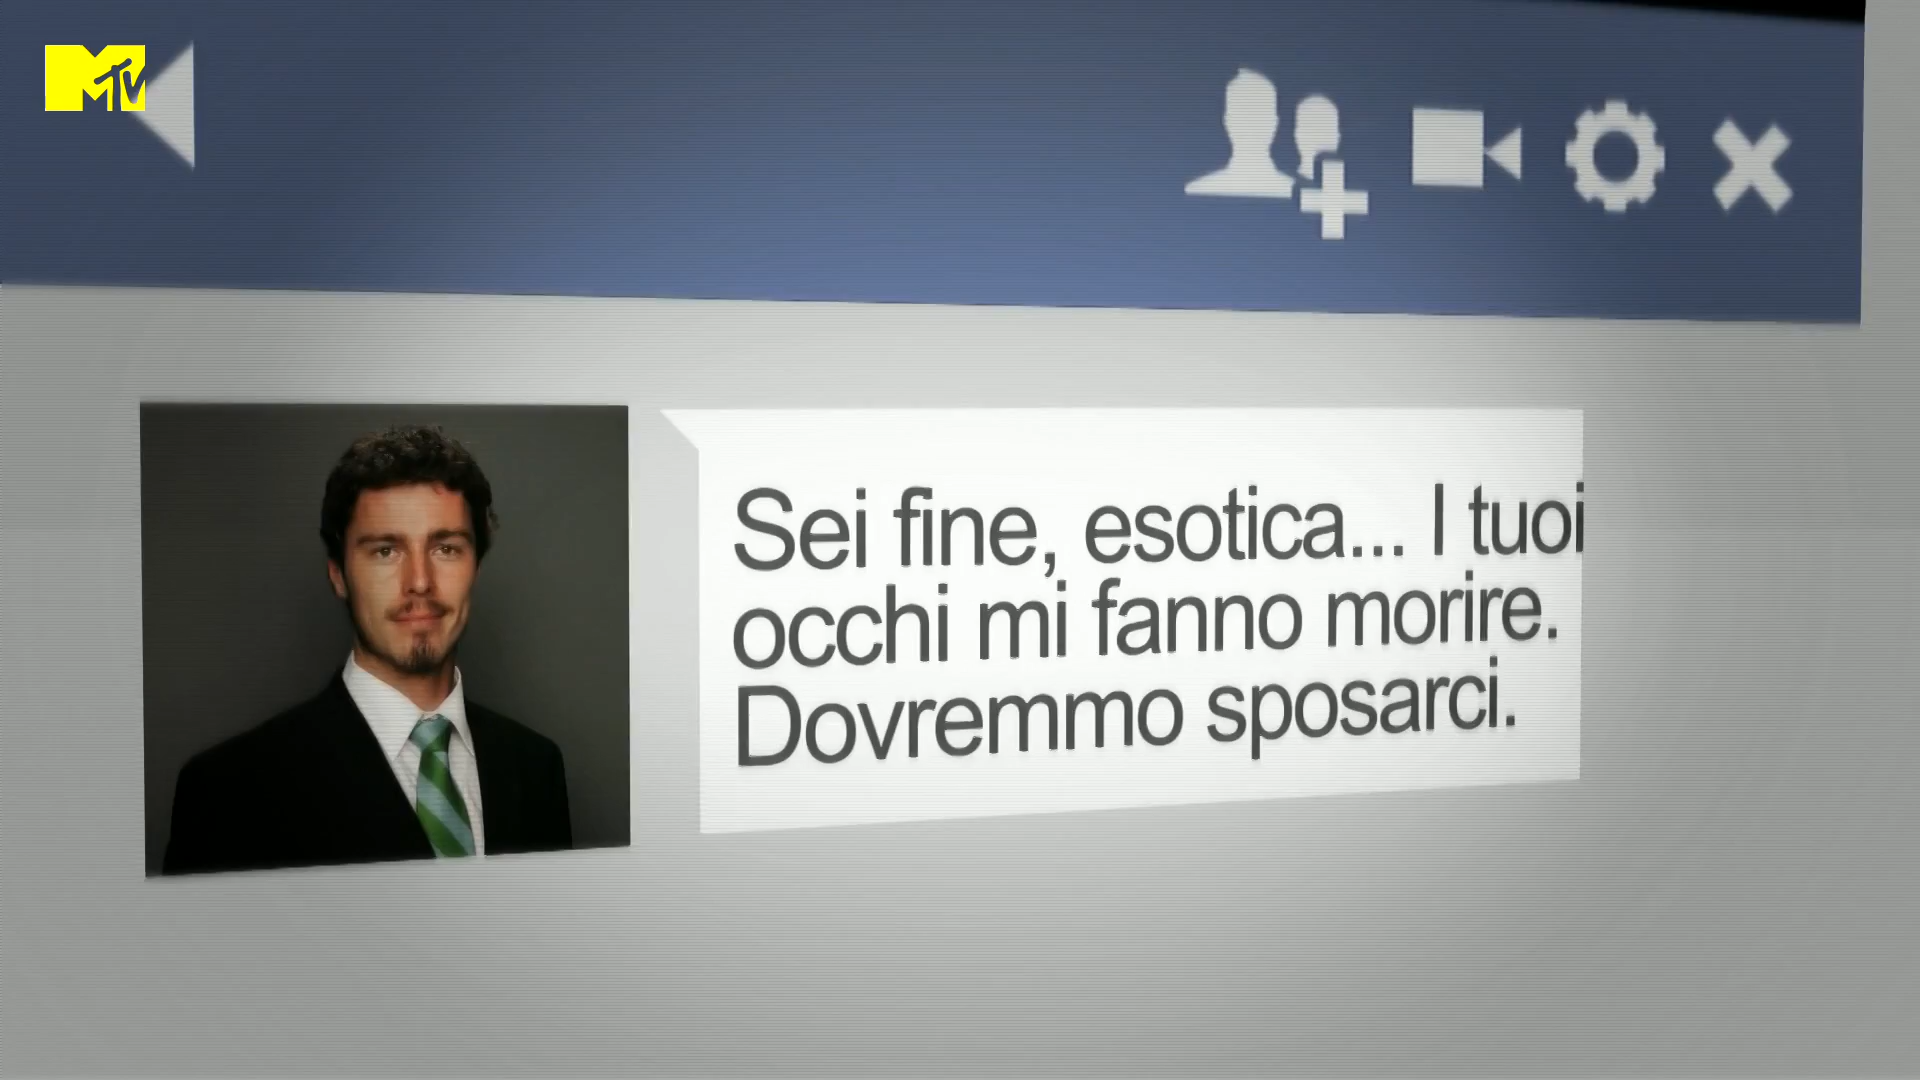 MTV
Sei fine, esotica... I tuoi
occhi mi fanno morire.
Dovremmo sposarci.